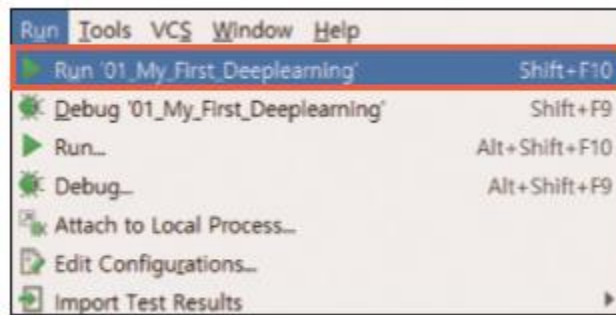 Run Tools VCS Window Help
Run '01_My_First_Deeplearning' Shift+F10
Debug '01_My_First_Deeplearning' Shift+F9
Run... Alt+Shift+F10
Debug... Alt+Shift+F9
Attach to Local Process...
Edit Configurations...
Import Test Results